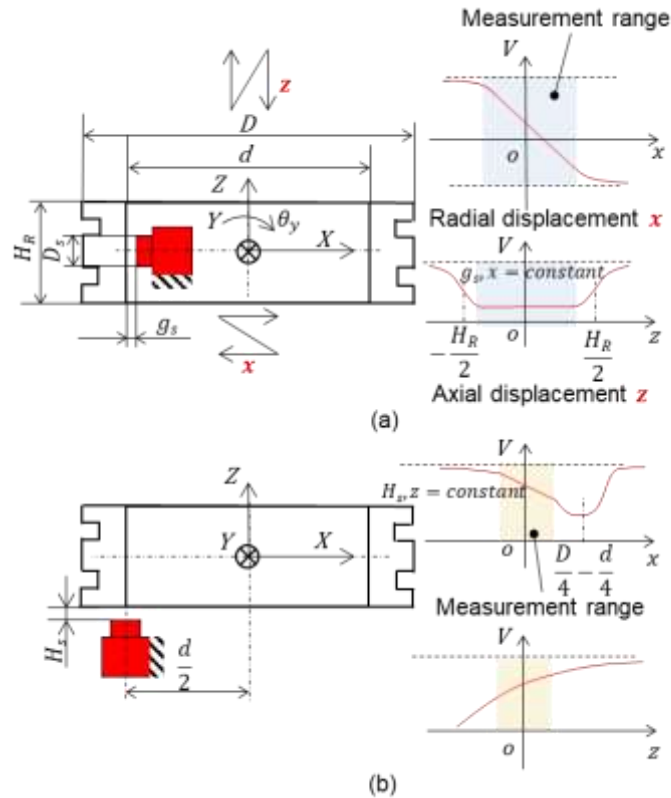 Measurement range
V
z
D
d
o
x
Z
Y
θ_y
X
H_R
D_s
Radial displacement x
V
g_s, x = constant
g_s
x
o
z
-H_R/2
H_R/2
Axial displacement z
(a)
V
H_s, z = constant
Z
Y
X
o
x
D/4 - d/4
Measurement range
H_s
d/2
V
o
z
(b)